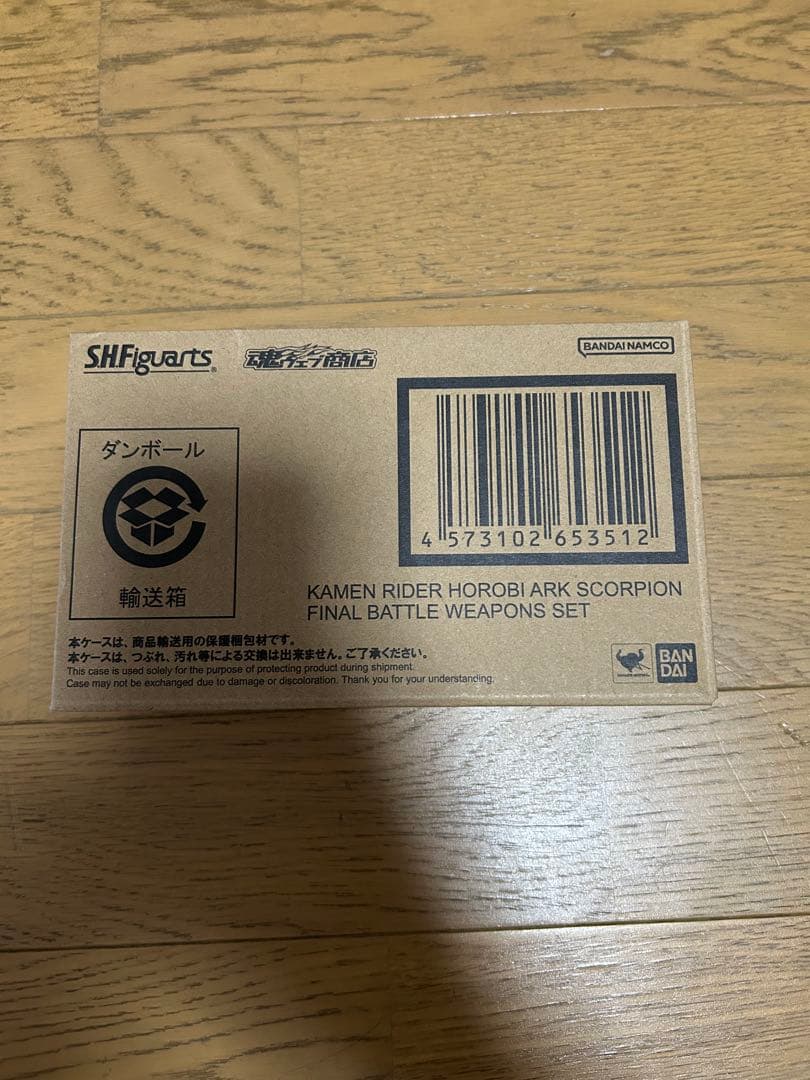 S.H.Figuarts
魂ウェブ商店
BANDAI NAMCO
ダンボール
輸送箱
4 573102 653512
KAMEN RIDER HOROBI ARK SCORPION
FINAL BATTLE WEAPONS SET
本ケースは、商品輸送用の保護梱包材です。
本ケースは、つぶれ、汚れ等による交換は出来ません。ご了承ください。
This case is used solely for the purpose of protecting product during shipment.
Case may not be exchanged due to damage or discoloration. Thank you for your understanding.
BAN
DAI